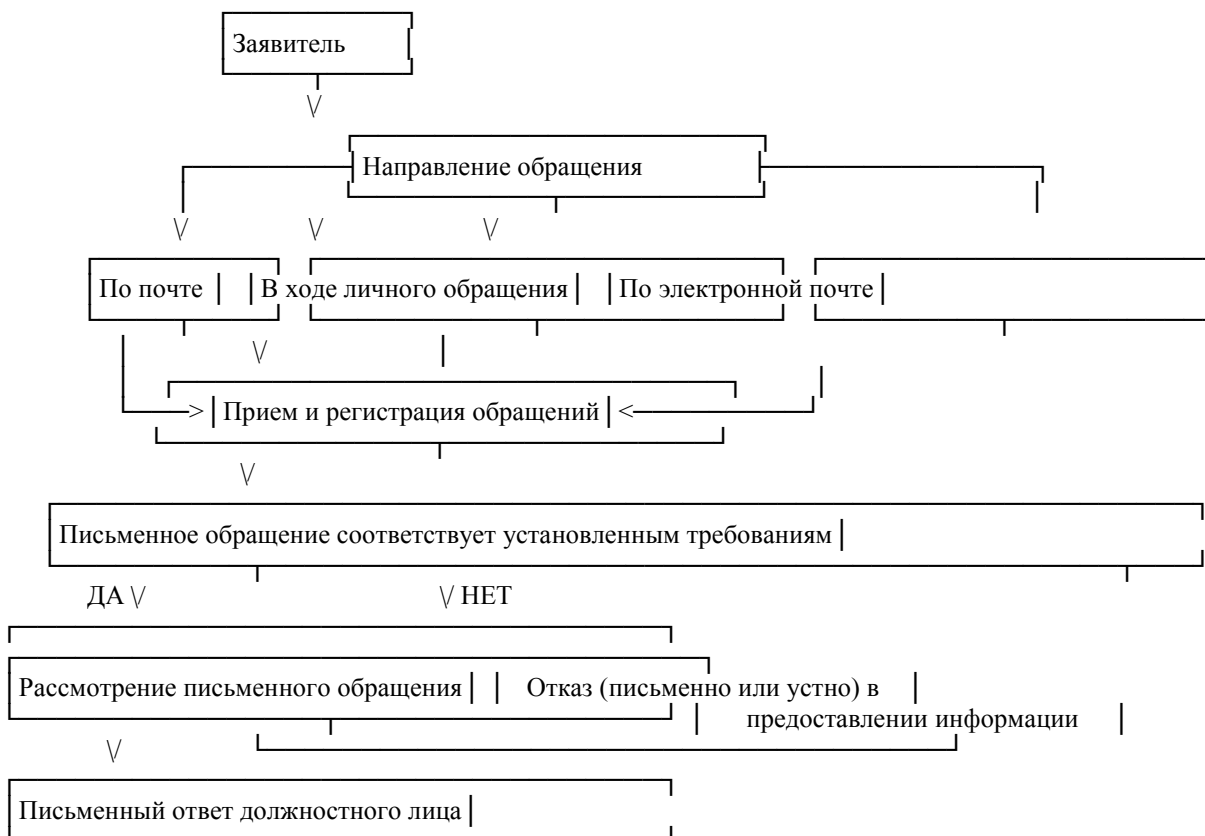 Заявитель
\/
Направление обращения
\/ \/ \/
По почте | | В ходе личного обращения | | По электронной почте |
\/
> | Прием и регистрация обращений | <
\/
Письменное обращение соответствует установленным требованиям |
ДА \/ \/ НЕТ
Рассмотрение письменного обращения | | Отказ (письменно или устно) в |
| предоставлении информации |
\/
Письменный ответ должностного лица |